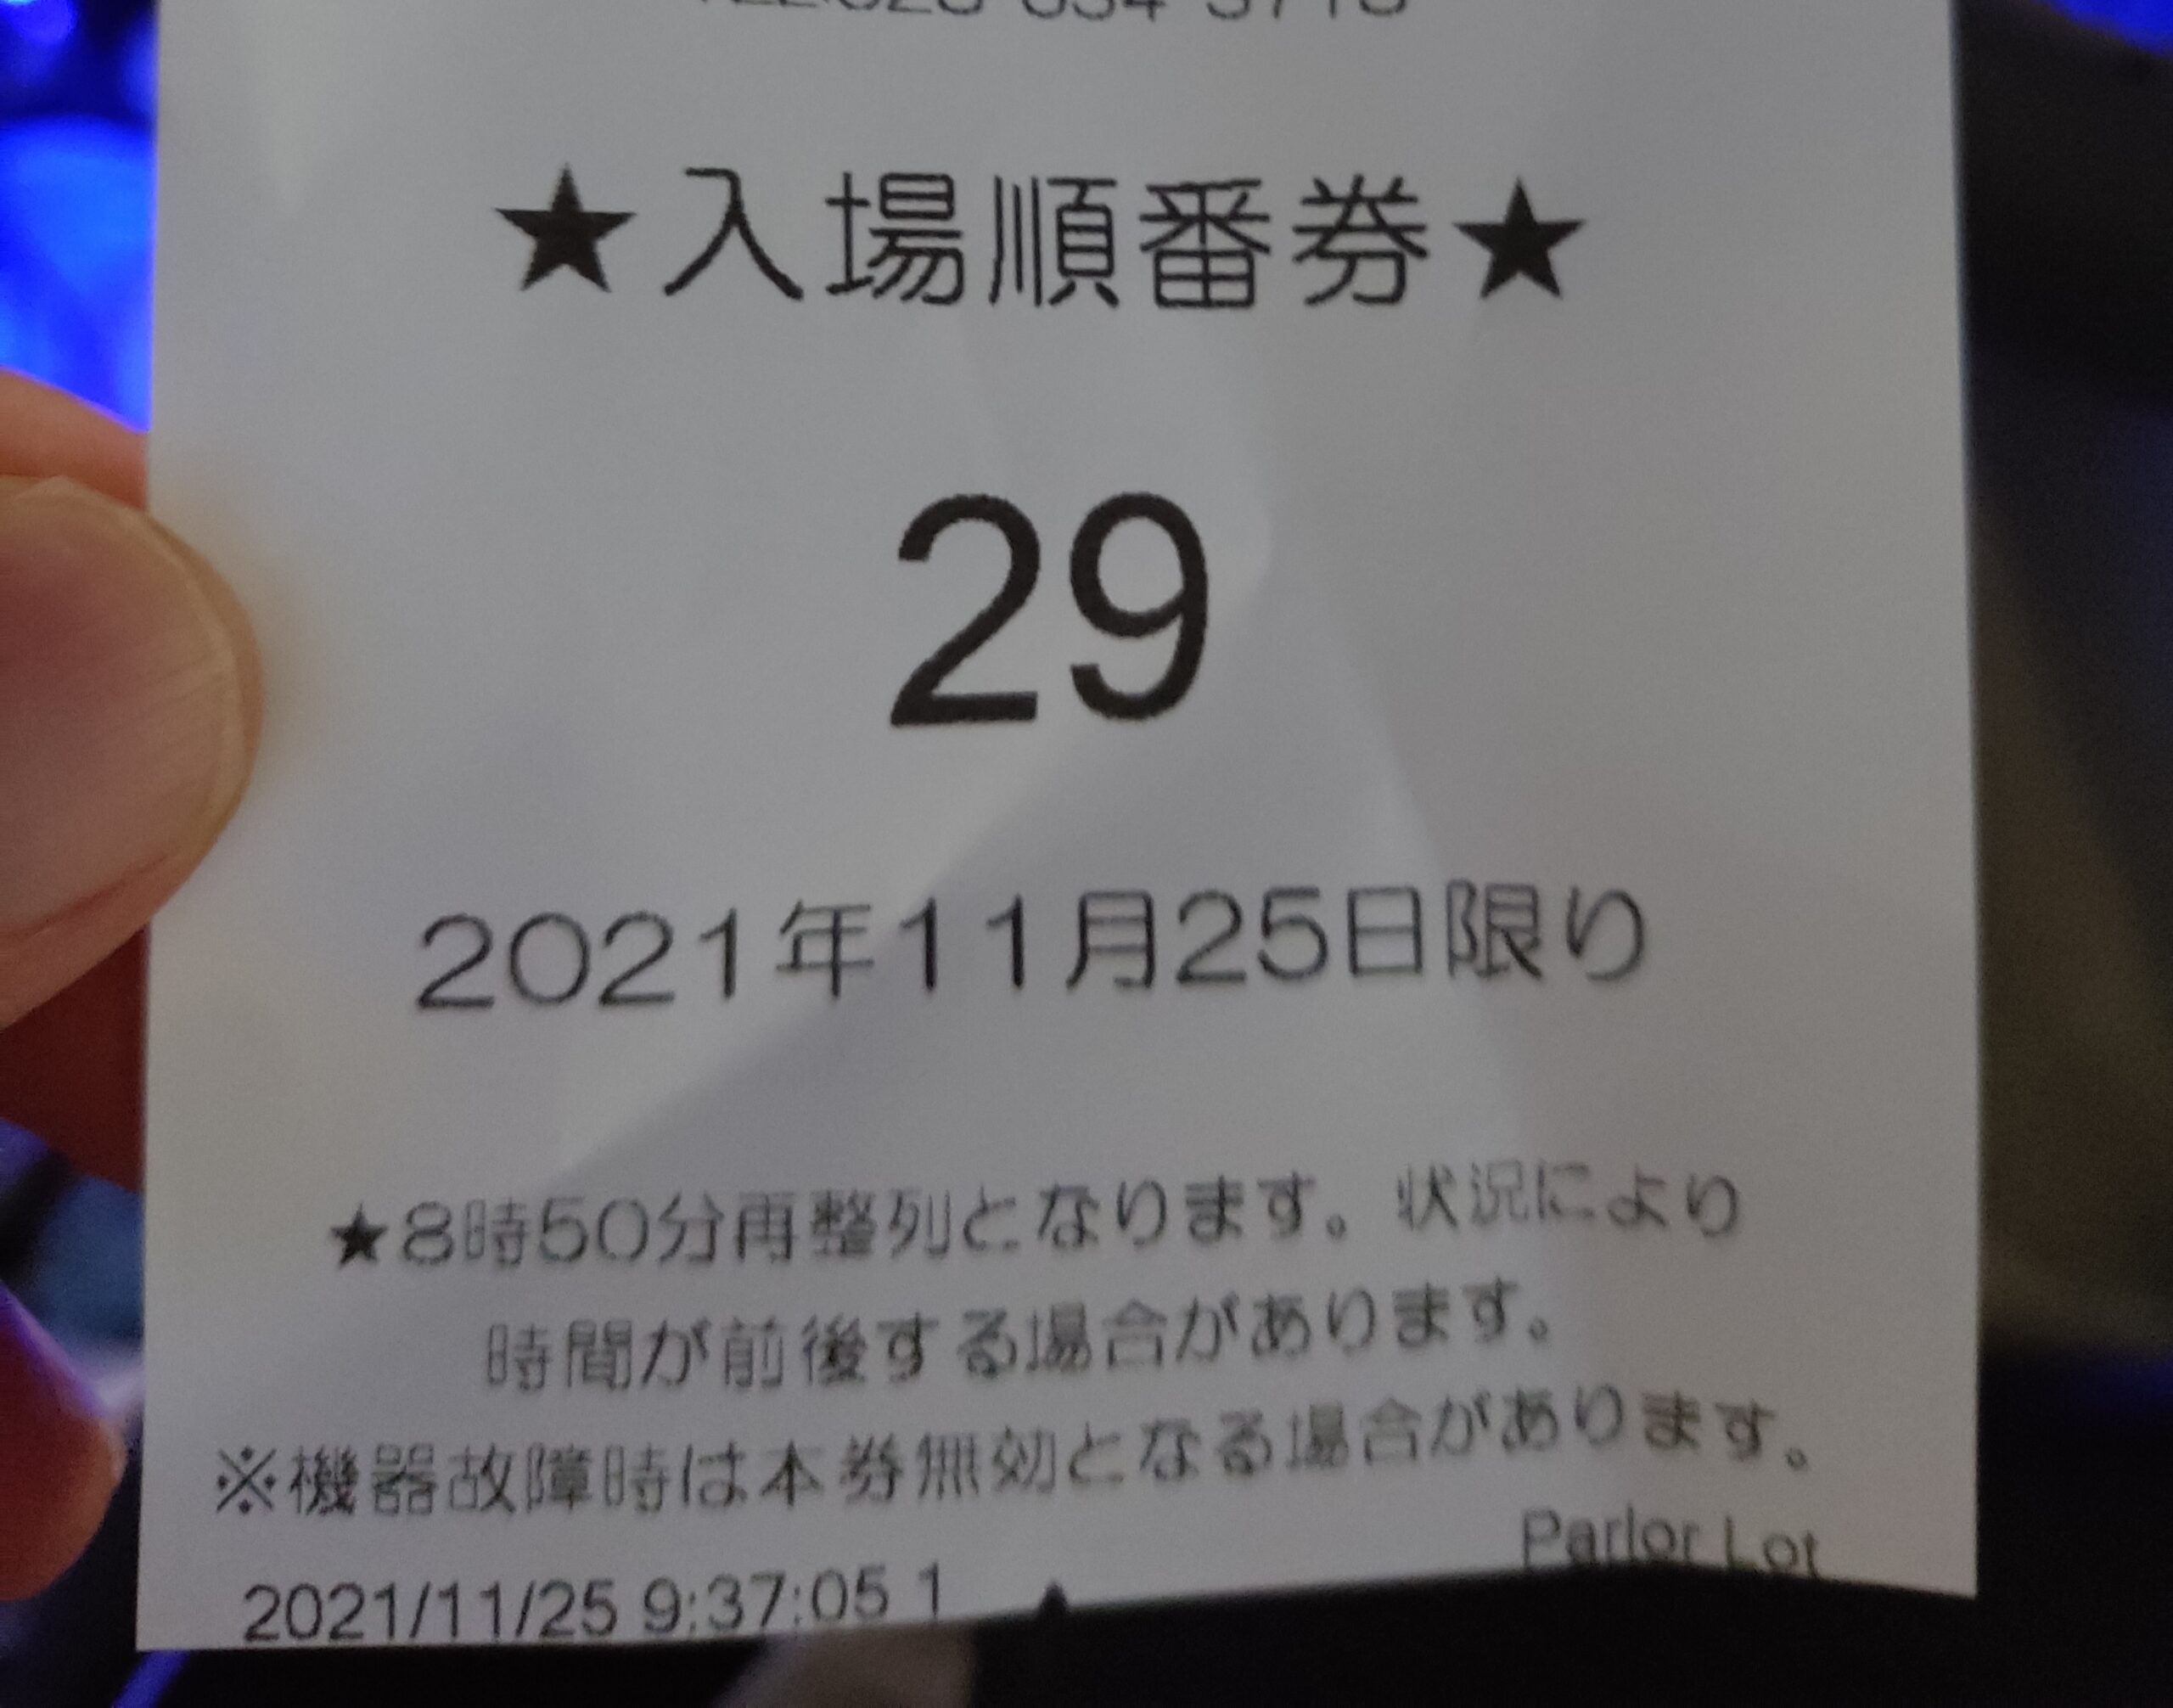 ★入場順番券★
29
2021年11月25日限り
★8時50分再整列となります。状況により
時間が前後する場合があります。
※機器故障時は本券無効となる場合があります。
Parlor Lot
2021/11/25 9:37:05 1